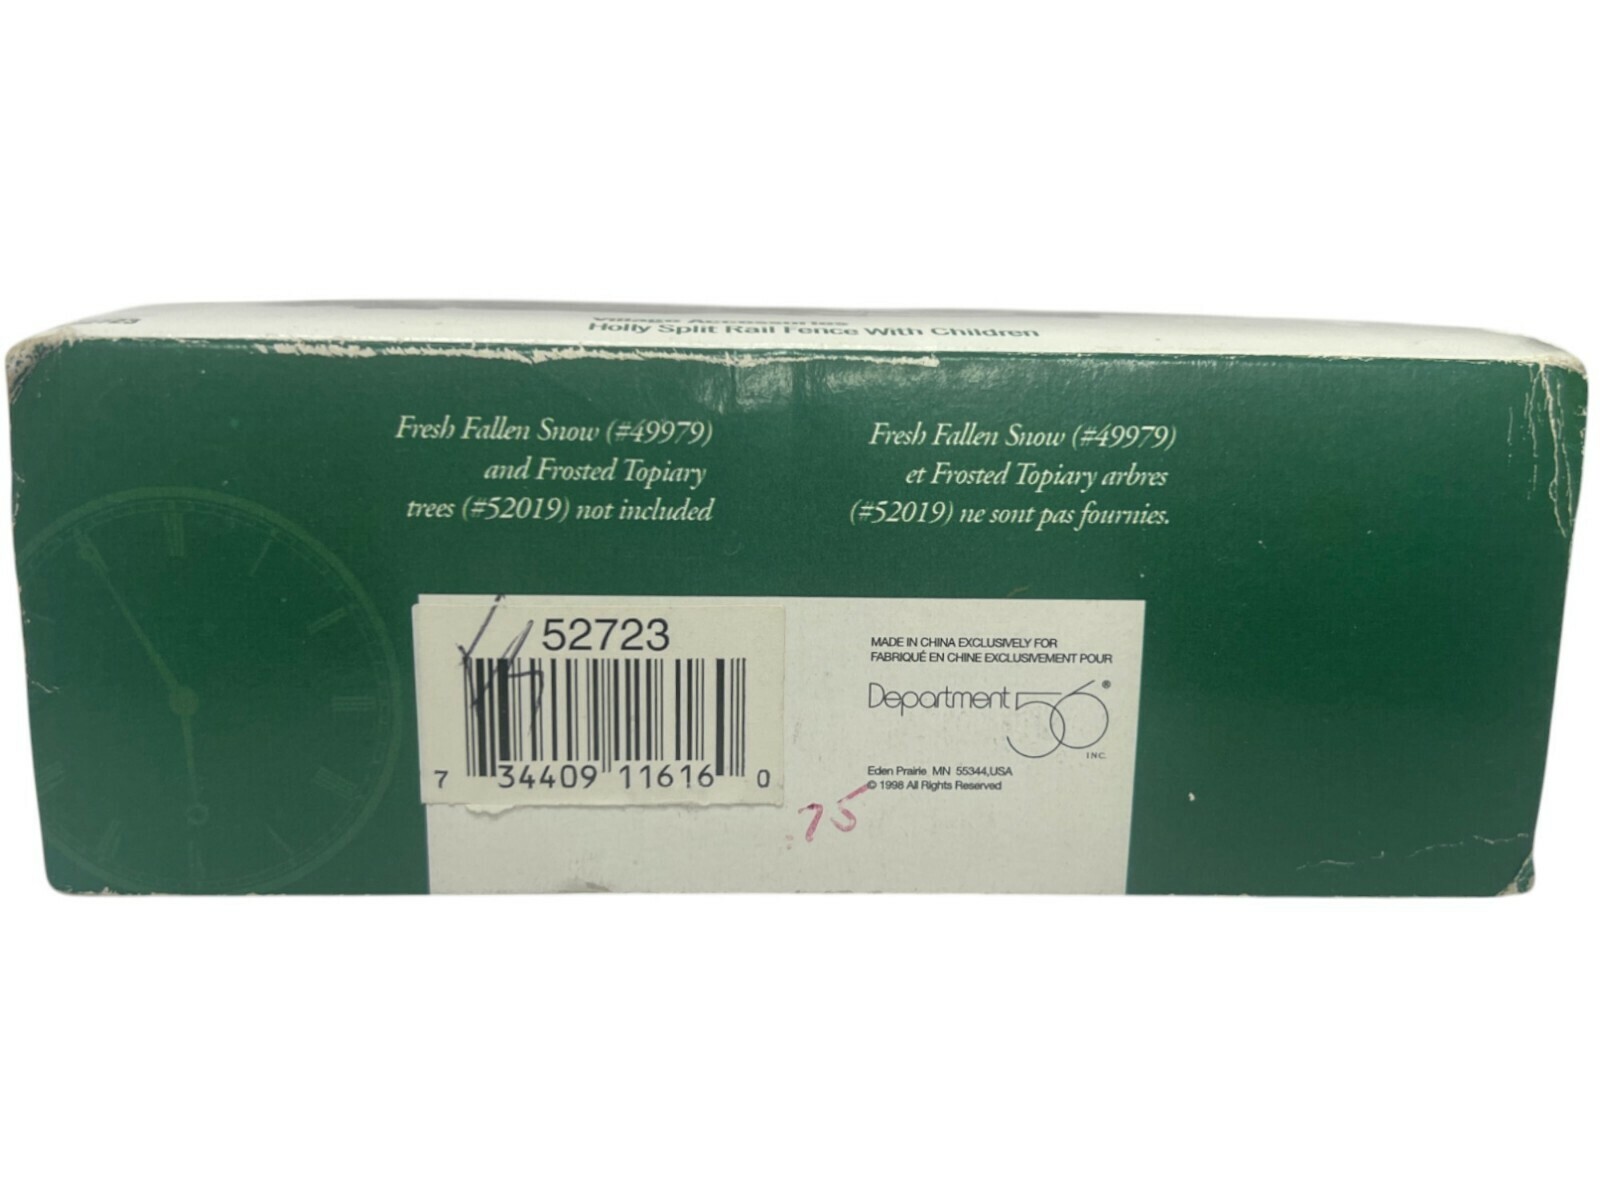 Village Accessories
Holly Split Rail Fence With Children
Fresh Fallen Snow (#49979)
and Frosted Topiary
trees (#52019) not included
Fresh Fallen Snow (#49979)
et Frosted Topiary arbres
(#52019) ne sont pas fournies.
52723
7 34409 11616 0
MADE IN CHINA EXCLUSIVELY FOR
FABRIQUÉ EN CHINE EXCLUSIVEMENT POUR
Department 56®
INC.
Eden Prairie MN 55344,USA
© 1998 All Rights Reserved
.75